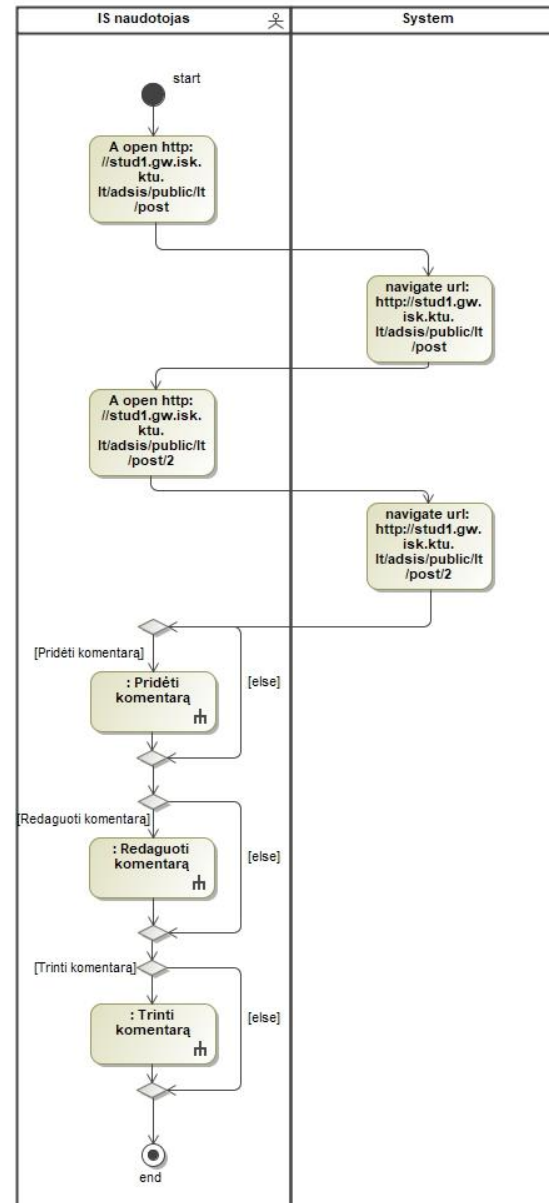 IS naudotojas
System
start
A open http:
//stud1.gw.isk.
ktu.
lt/adsis/public/lt
/post
navigate url:
http://stud1.gw.
isk.ktu.
lt/adsis/public/lt
/post
A open http:
//stud1.gw.isk.
ktu.
lt/adsis/public/lt
/post/2
navigate url:
http://stud1.gw.
isk.ktu.
lt/adsis/public/lt
/post/2
[Pridėti komentarą]
: Pridėti
komentarą
[else]
[Redaguoti komentarą]
: Redaguoti
komentarą
[else]
[Trinti komentarą]
: Trinti
komentarą
[else]
end